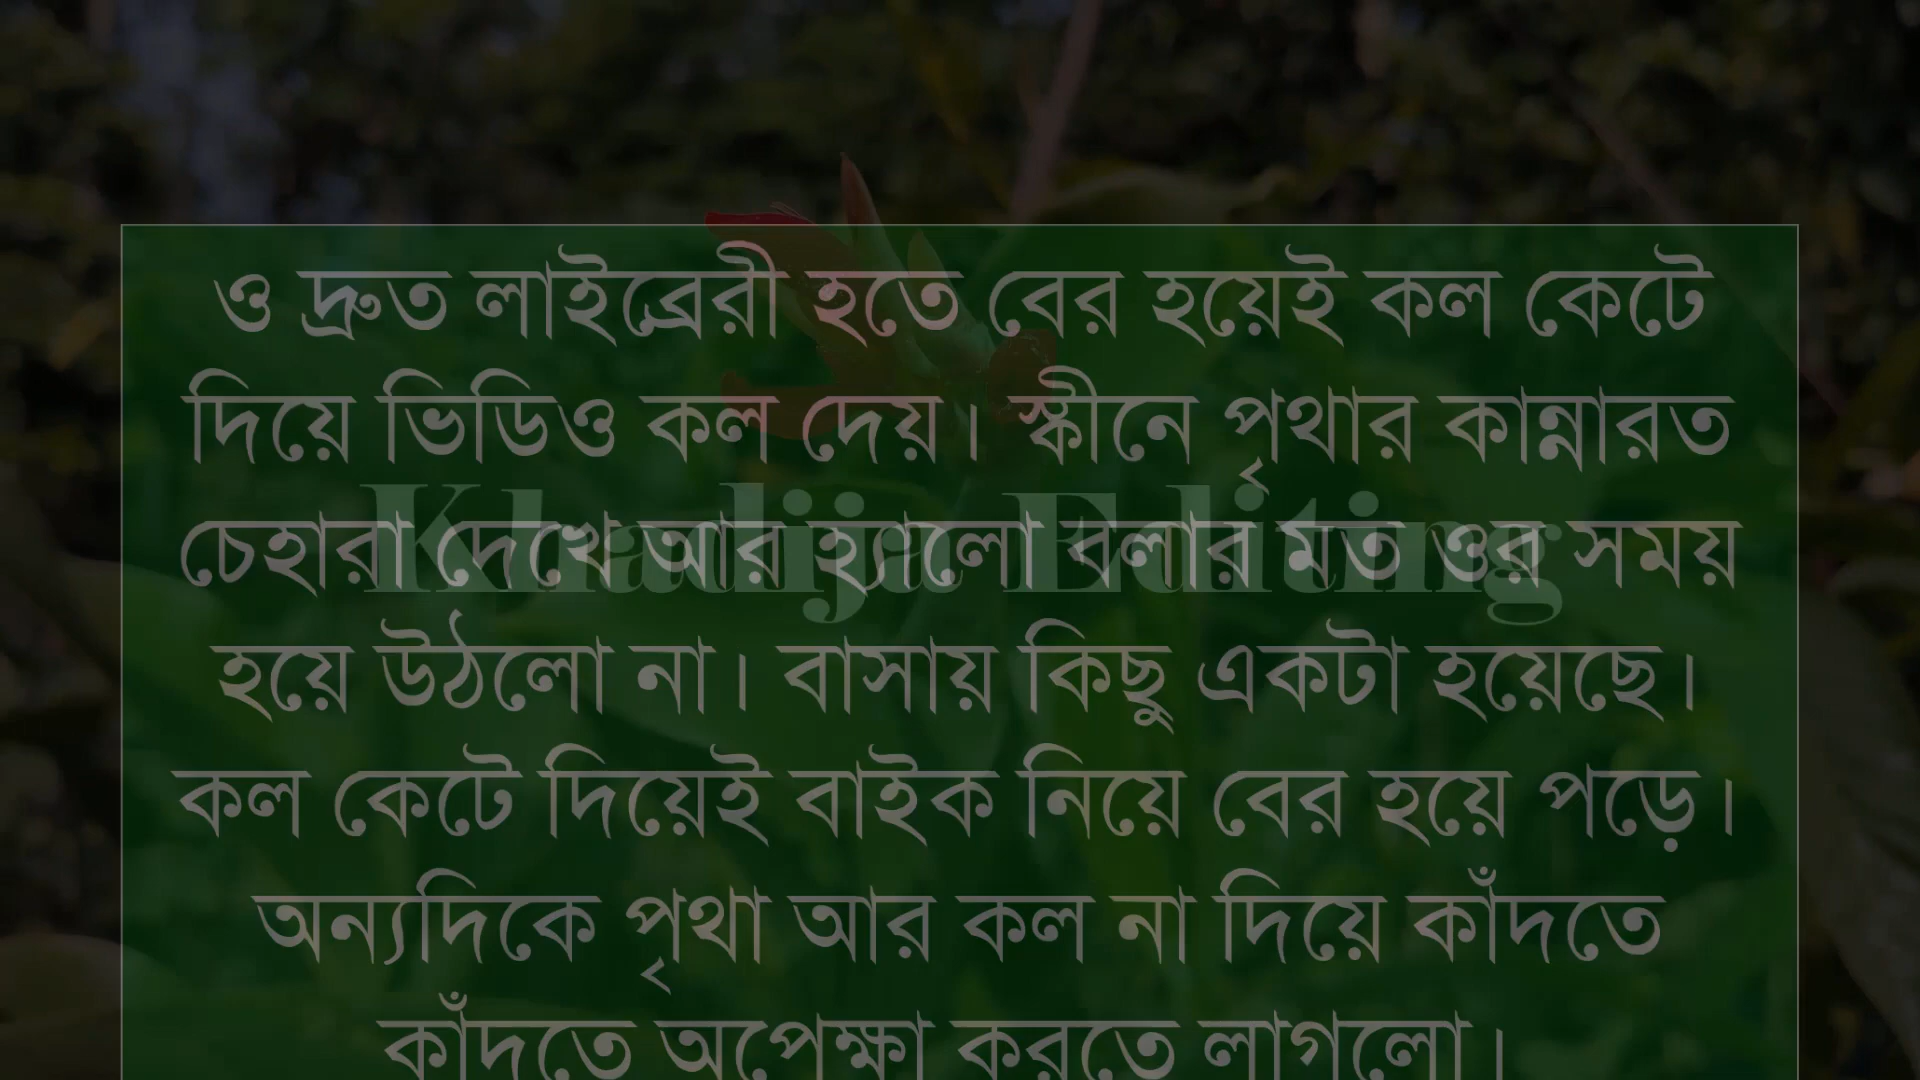 ও দ্রুত লাইব্রেরী হতে বের হয়েই কল কেটে
দিয়ে ভিডিও কল দেয়। স্কীনে পৃথার কান্নারত
চেহারা দেখে আর হ্যালো বলার মত ওর সময়
Khadija Editing
হয়ে উঠলো না। বাসায় কিছু একটা হয়েছে।
কল কেটে দিয়েই বাইক নিয়ে বের হয়ে পড়ে।
অন্যদিকে পৃথা আর কল না দিয়ে কাঁদতে
কাঁদতে অপেক্ষা করতে লাগলো।